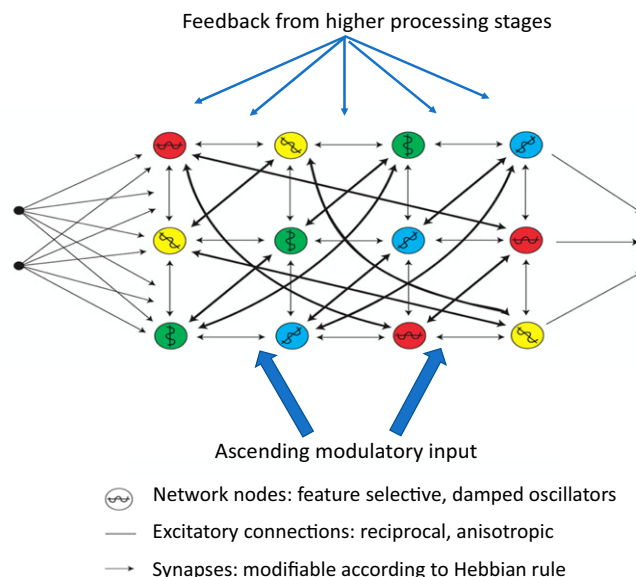 Feedback from higher processing stages
Ascending modulatory input
Network nodes: feature selective, damped oscillators
Excitatory connections: reciprocal, anisotropic
Synapses: modifiable according to Hebbian rule